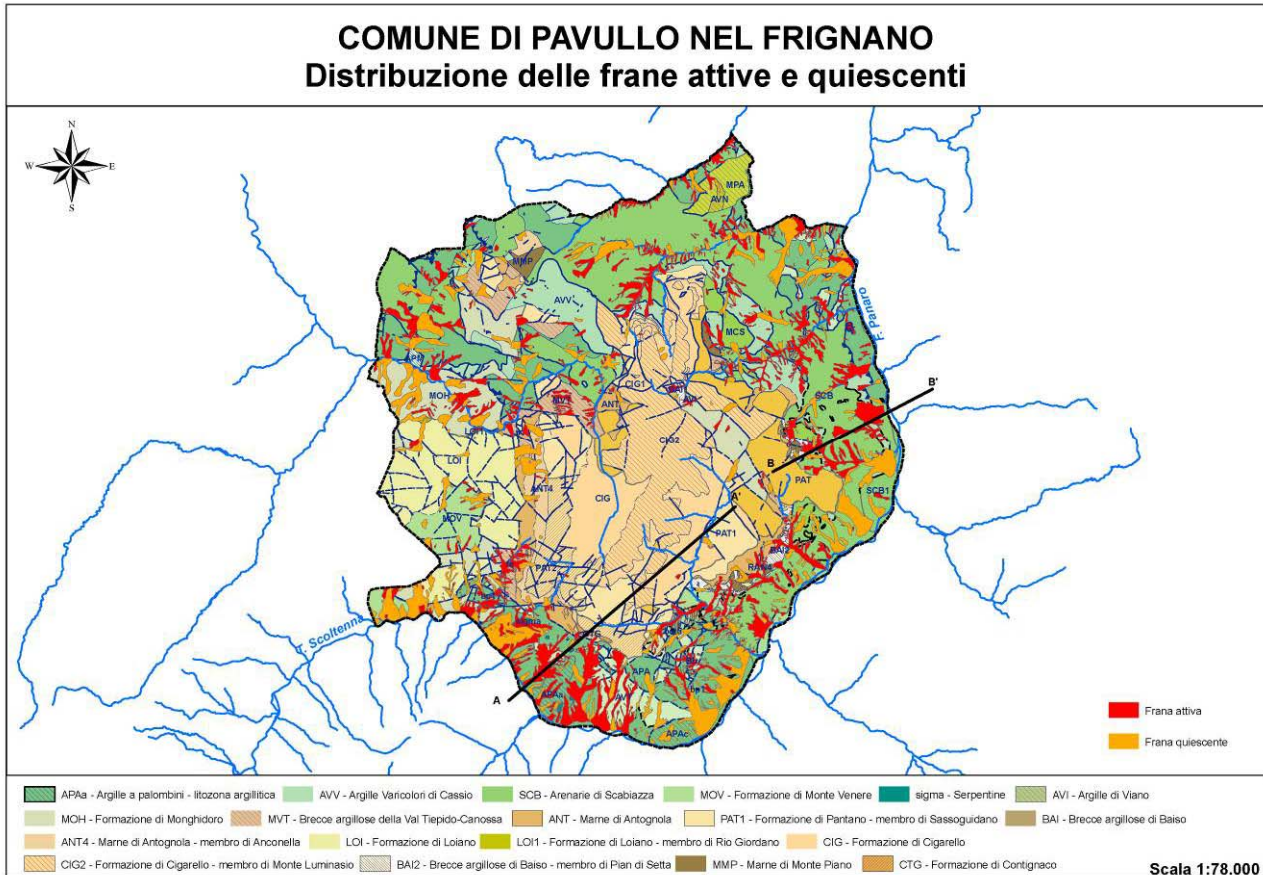 COMUNE DI PAVULLO NEL FRIGNANO
Distribuzione delle frane attive e quiescenti
N
W E
S
MPA
AVN
MMP
AVV
F. Panaro
MCS
APA
CIG1
B'
MOH
SCB
ANT
CIG2
LOI
B
PAT
ANT4
SCB1
CIG
A'
MOV
PAT1
PAT2
T. Scoltenna
CTG
APA
A
APAa
APAc
Frana attiva
Frana quiescente
APAa - Argille a palombini - litozona argillitica AVV - Argille Varicolori di Cassio SCB - Arenarie di Scabiazza MOV - Formazione di Monte Venere sigma - Serpentine AVI - Argille di Viano
MOH - Formazione di Monghidoro MVT - Brecce argillose della Val Tiepido-Canossa ANT - Marne di Antognola PAT1 - Formazione di Pantano - membro di Sassoguidano BAI - Brecce argillose di Baiso
ANT4 - Marne di Antognola - membro di Anconella LOI - Formazione di Loiano LOI1 - Formazione di Loiano - membro di Rio Giordano CIG - Formazione di Cigarello
CIG2 - Formazione di Cigarello - membro di Monte Luminasio BAI2 - Brecce argillose di Baiso - membro di Pian di Setta MMP - Marne di Monte Piano CTG - Formazione di Contignaco
Scala 1:78.000